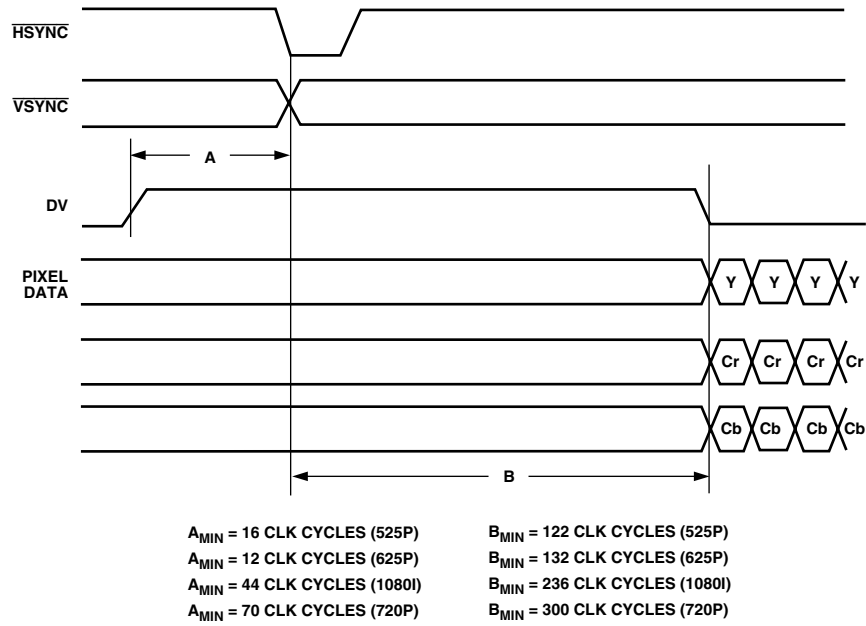 HSYNC
VSYNC
A
DV
PIXEL
DATA
Y Y Y Y
Cr Cr Cr Cr
Cb Cb Cb Cb
B
AMIN = 16 CLK CYCLES (525P)
AMIN = 12 CLK CYCLES (625P)
AMIN = 44 CLK CYCLES (1080I)
AMIN = 70 CLK CYCLES (720P)
BMIN = 122 CLK CYCLES (525P)
BMIN = 132 CLK CYCLES (625P)
BMIN = 236 CLK CYCLES (1080I)
BMIN = 300 CLK CYCLES (720P)